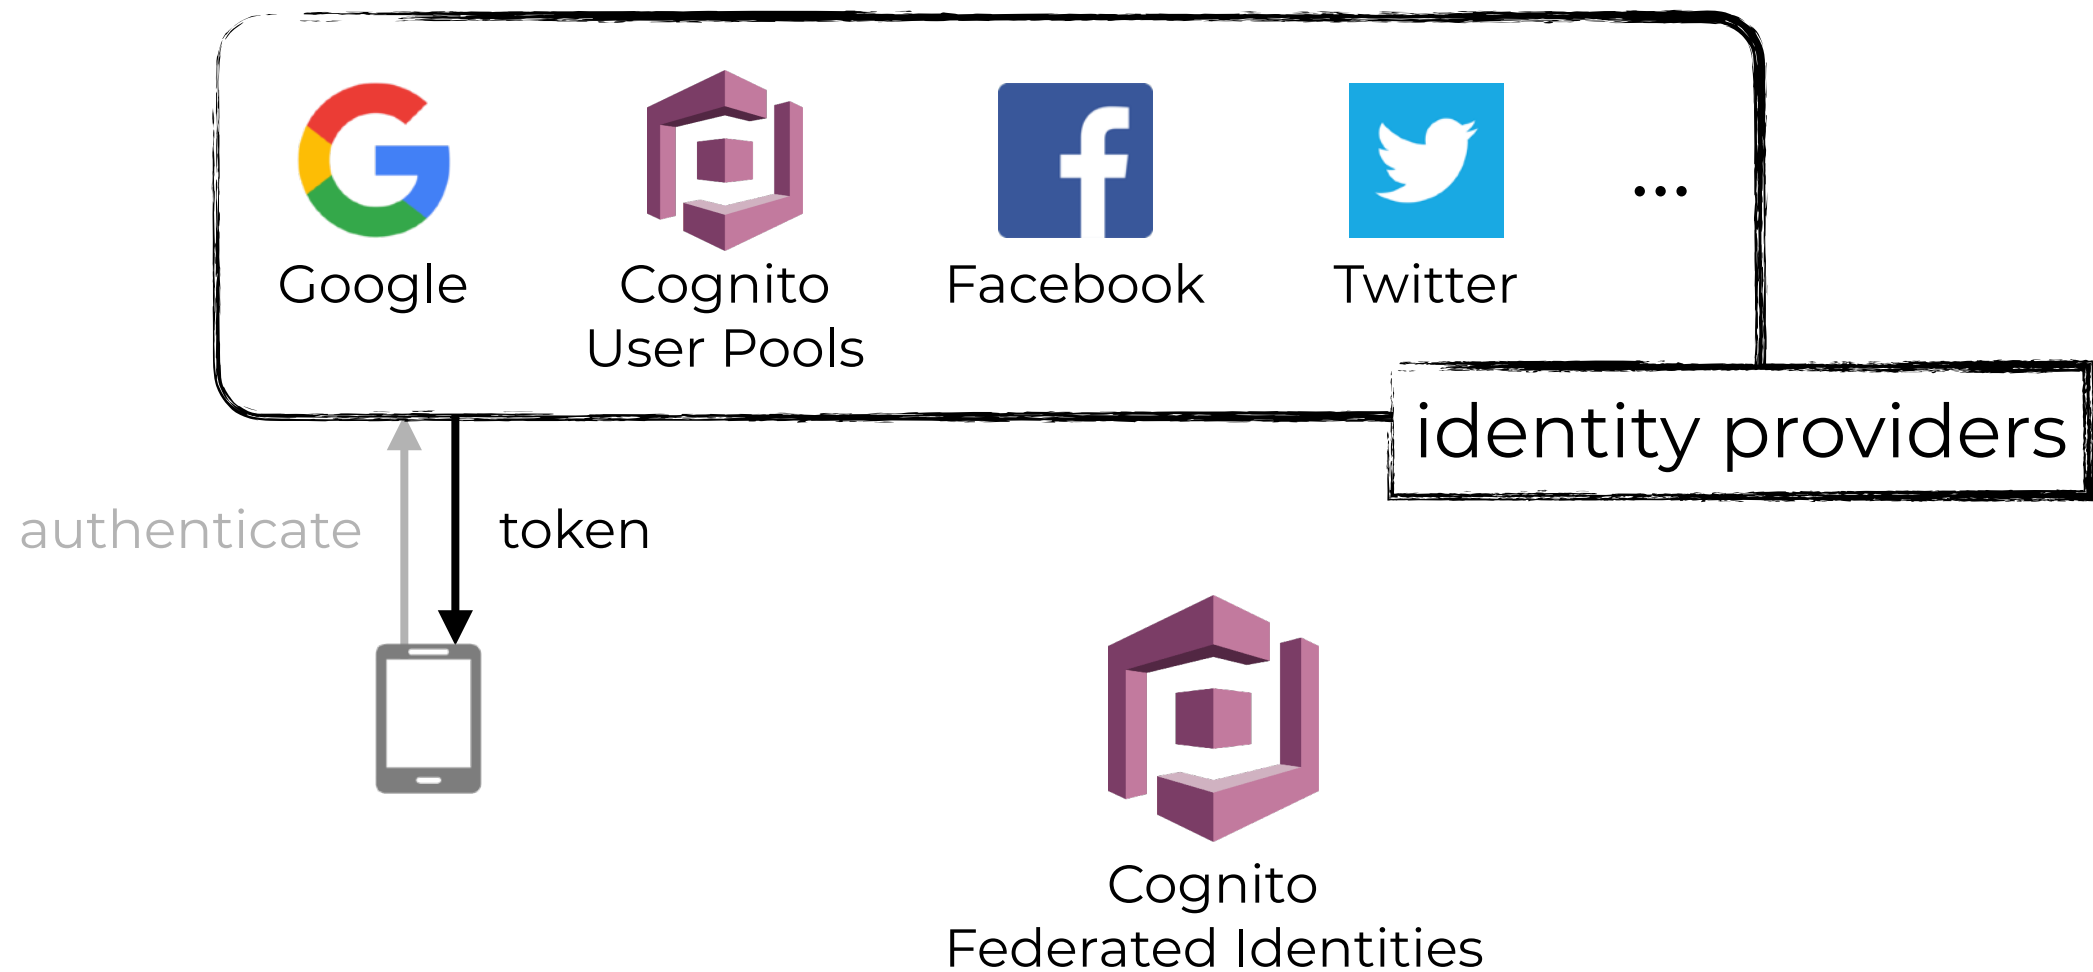 Google
Cognito
User Pools
Facebook
Twitter
...
identity providers
authenticate
token
Cognito
Federated Identities